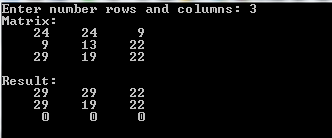 Enter number rows and columns: 3
Matrix:
24 24 9
9 13 22
29 19 22
Result:
29 29 22
29 19 22
0 0 0